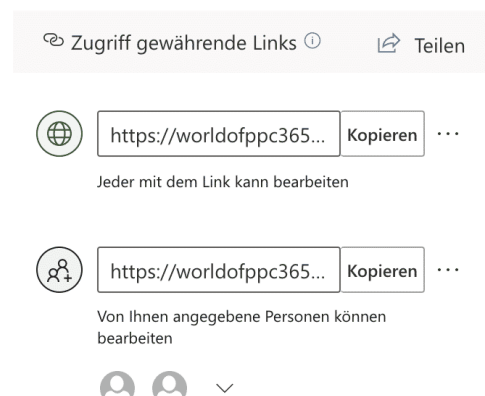 Zugriff gewährende Links
Teilen
https://worldofppc365... Kopieren ...
Jeder mit dem Link kann bearbeiten
https://worldofppc365... Kopieren ...
Von Ihnen angegebene Personen können
bearbeiten